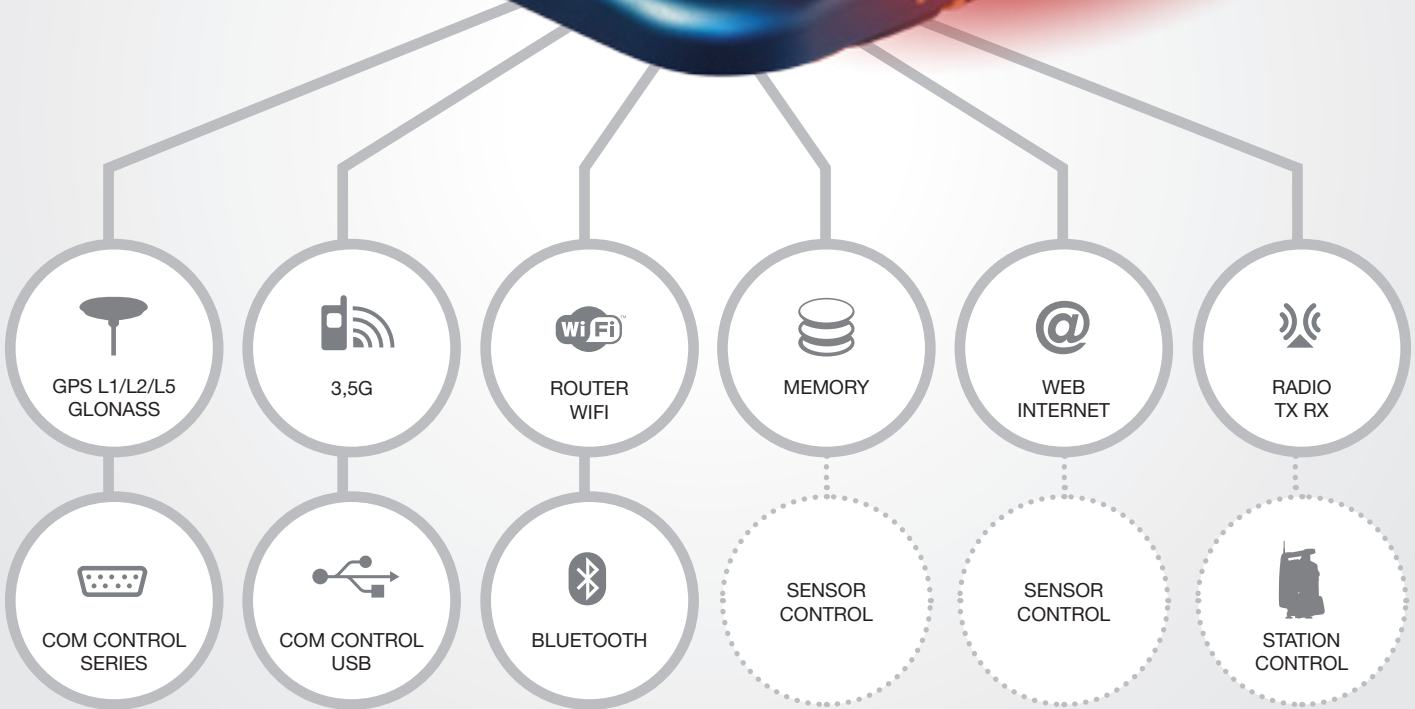 GPS L1/L2/L5
GLONASS
3,5G
WiFi™
ROUTER
WIFI
MEMORY
@
WEB
INTERNET
RADIO
TX RX
COM CONTROL
SERIES
COM CONTROL
USB
BLUETOOTH
SENSOR
CONTROL
SENSOR
CONTROL
STATION
CONTROL